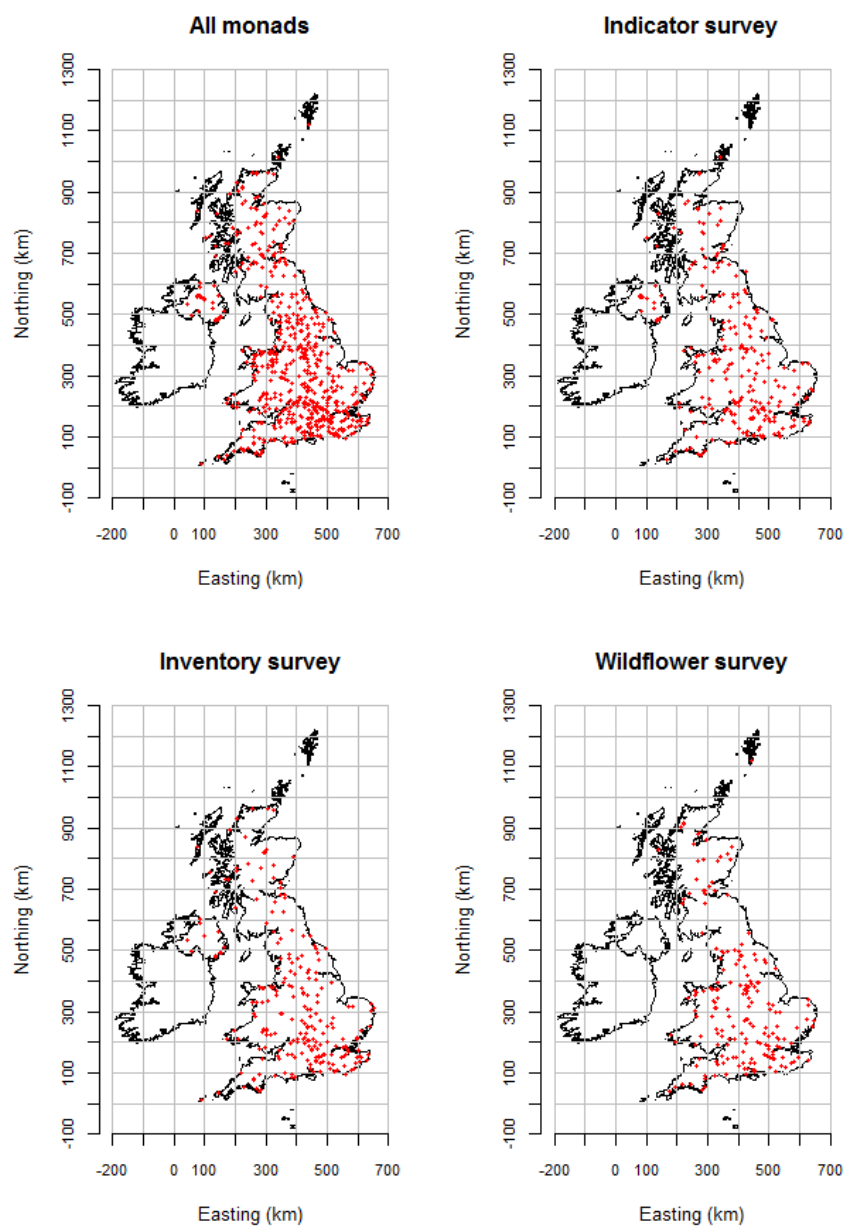 All monads
1300
1100
900
700
500
300
100
-100
Northing (km)
-200 0 100 300 500 700
Easting (km)
Indicator survey
1300
1100
900
700
500
300
100
-100
Northing (km)
-200 0 100 300 500 700
Easting (km)
Inventory survey
1300
1100
900
700
500
300
100
-100
Northing (km)
-200 0 100 300 500 700
Easting (km)
Wildflower survey
1300
1100
900
700
500
300
100
-100
Northing (km)
-200 0 100 300 500 700
Easting (km)